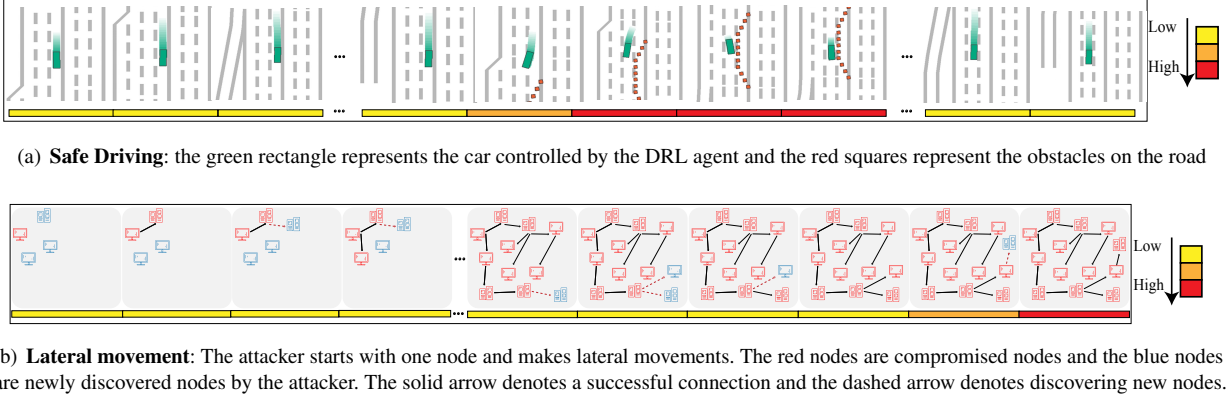 Low
High
...
...
...
...
(a) Safe Driving: the green rectangle represents the car controlled by the DRL agent and the red squares represent the obstacles on the road
Low
High
...
...
b) Lateral movement: The attacker starts with one node and makes lateral movements. The red nodes are compromised nodes and the blue nodes
are newly discovered nodes by the attacker. The solid arrow denotes a successful connection and the dashed arrow denotes discovering new nodes.